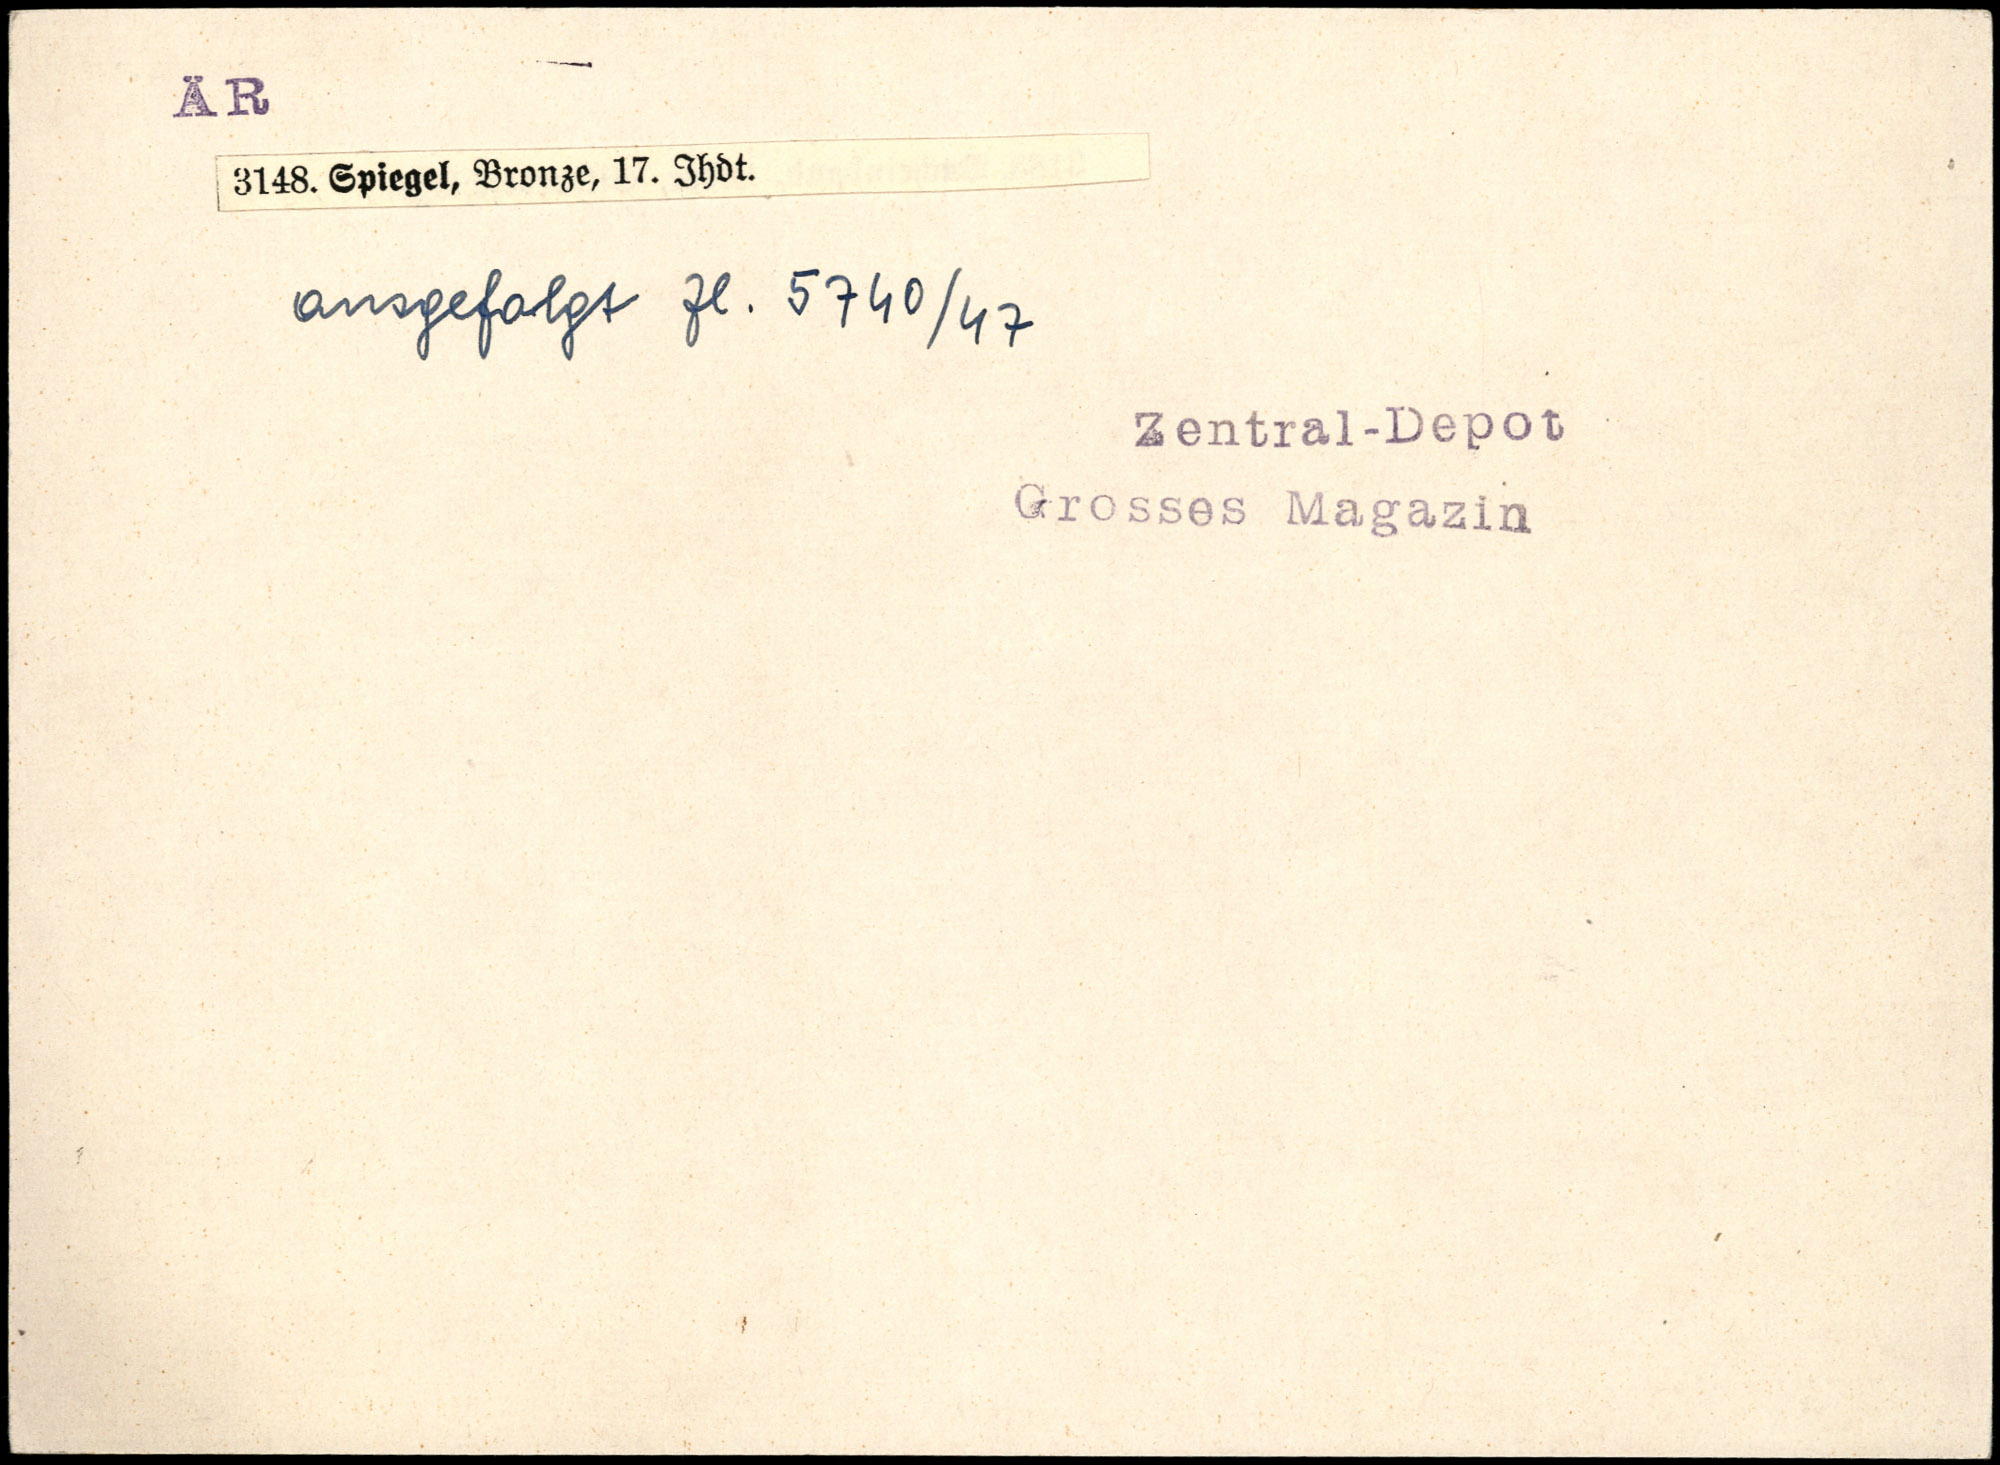 ÄR
3148. Spiegel, Bronze, 17. Jhdt.
ausgefolgt Zl. 5740/47
Zentral-Depot
Grosses Magazin